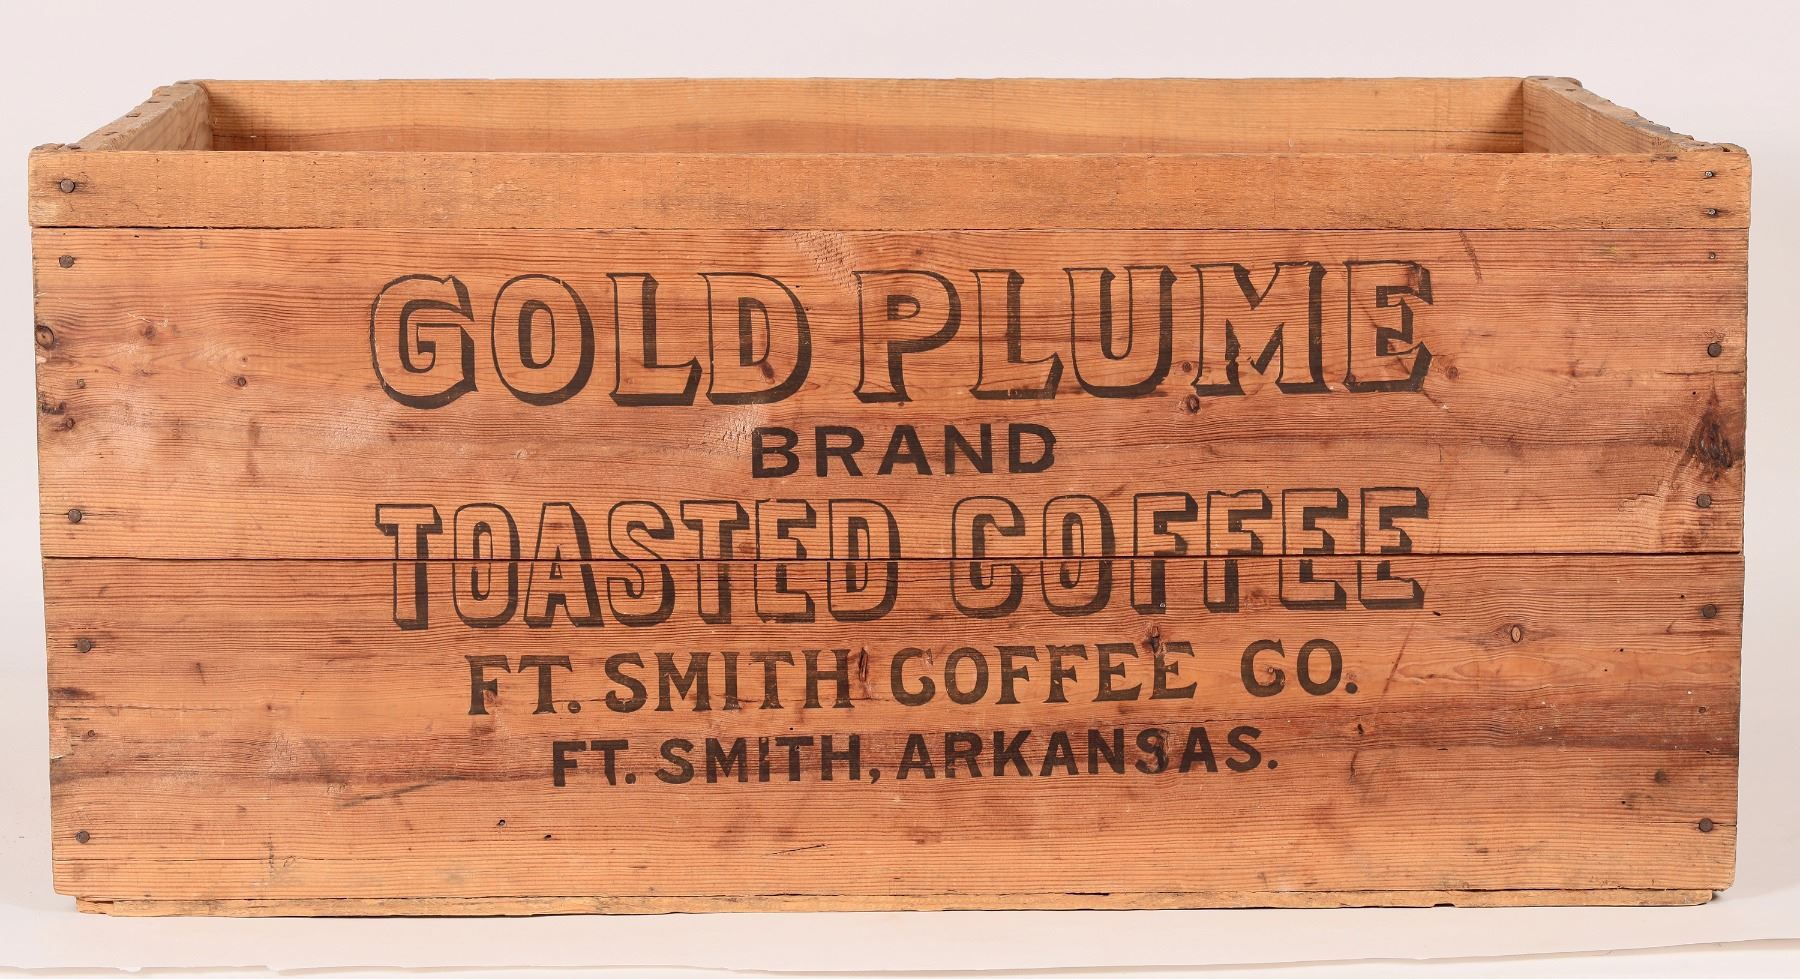 GOLD PLUME
BRAND
TOASTED COFFEE
FT. SMITH COFFEE CO.
FT. SMITH, ARKANSAS.